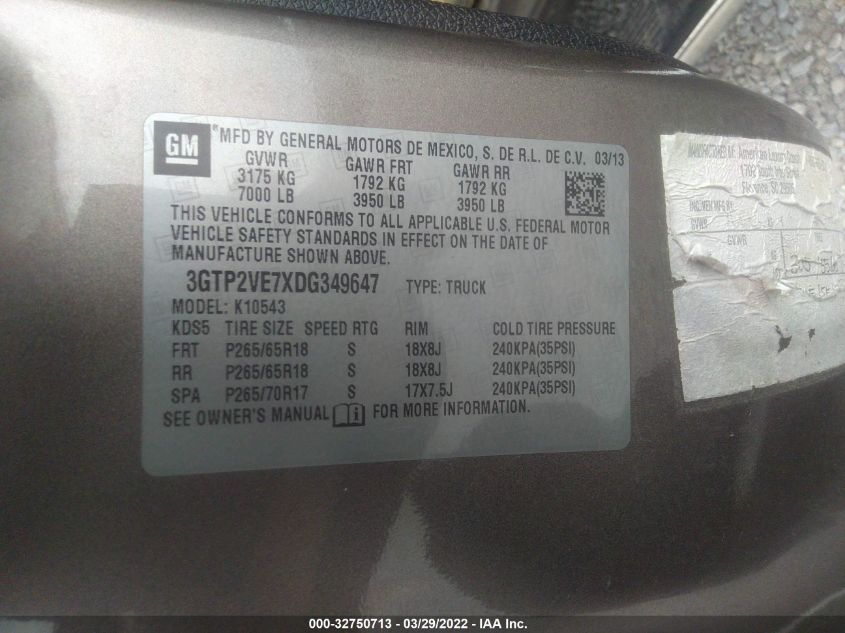 GM
® MFD BY GENERAL MOTORS DE MEXICO, S. DE R.L. DE C.V. 03/13
GVWR GAWR FRT GAWR RR
3175 KG 1792 KG 1792 KG
7000 LB 3950 LB 3950 LB
THIS VEHICLE CONFORMS TO ALL APPLICABLE U.S. FEDERAL MOTOR
VEHICLE SAFETY STANDARDS IN EFFECT ON THE DATE OF
MANUFACTURE SHOWN ABOVE.
3GTP2VE7XDG349647 TYPE: TRUCK
MODEL: K10543
KDS5 TIRE SIZE SPEED RTG RIM COLD TIRE PRESSURE
FRT P265/65R18 S 18X8J 240KPA(35PSI)
RR P265/65R18 S 18X8J 240KPA(35PSI)
SPA P265/70R17 S 17X7.5J 240KPA(35PSI)
SEE OWNER'S MANUAL FOR MORE INFORMATION.
American Luxury Coach
GVWR
000-32750713 - 03/29/2022 - IAA Inc.